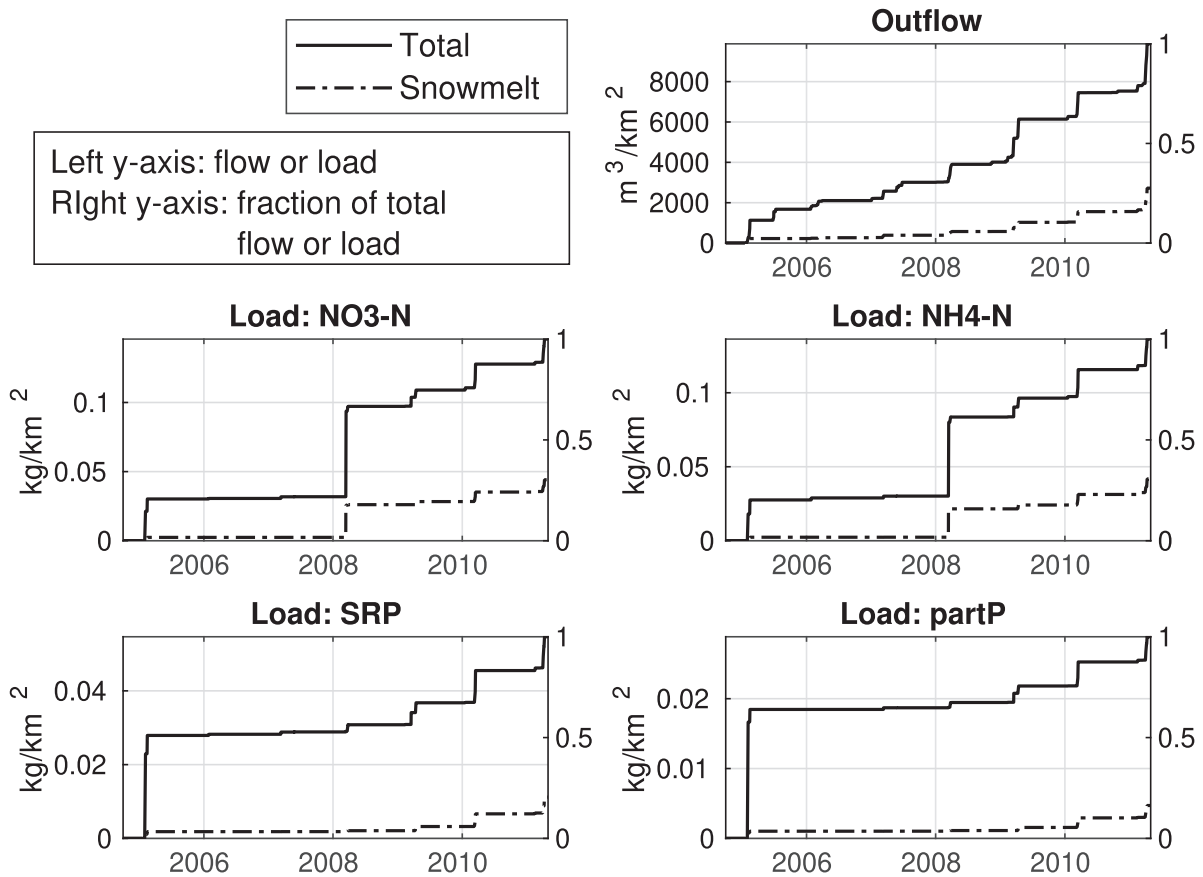 Total
Snowmelt
Left y-axis: flow or load
RIght y-axis: fraction of total
flow or load
Outflow
m 3 /km 2
8000
6000
4000
2000
0
1
0.5
0
2006 2008 2010
Load: NO3-N
kg/km 2
0.1
0.05
0
1
0.5
0
2006 2008 2010
Load: NH4-N
kg/km 2
0.1
0.05
0
1
0.5
0
2006 2008 2010
Load: SRP
kg/km 2
0.04
0.02
0
1
0.5
0
2006 2008 2010
Load: partP
kg/km 2
0.02
0.01
0
1
0.5
0
2006 2008 2010